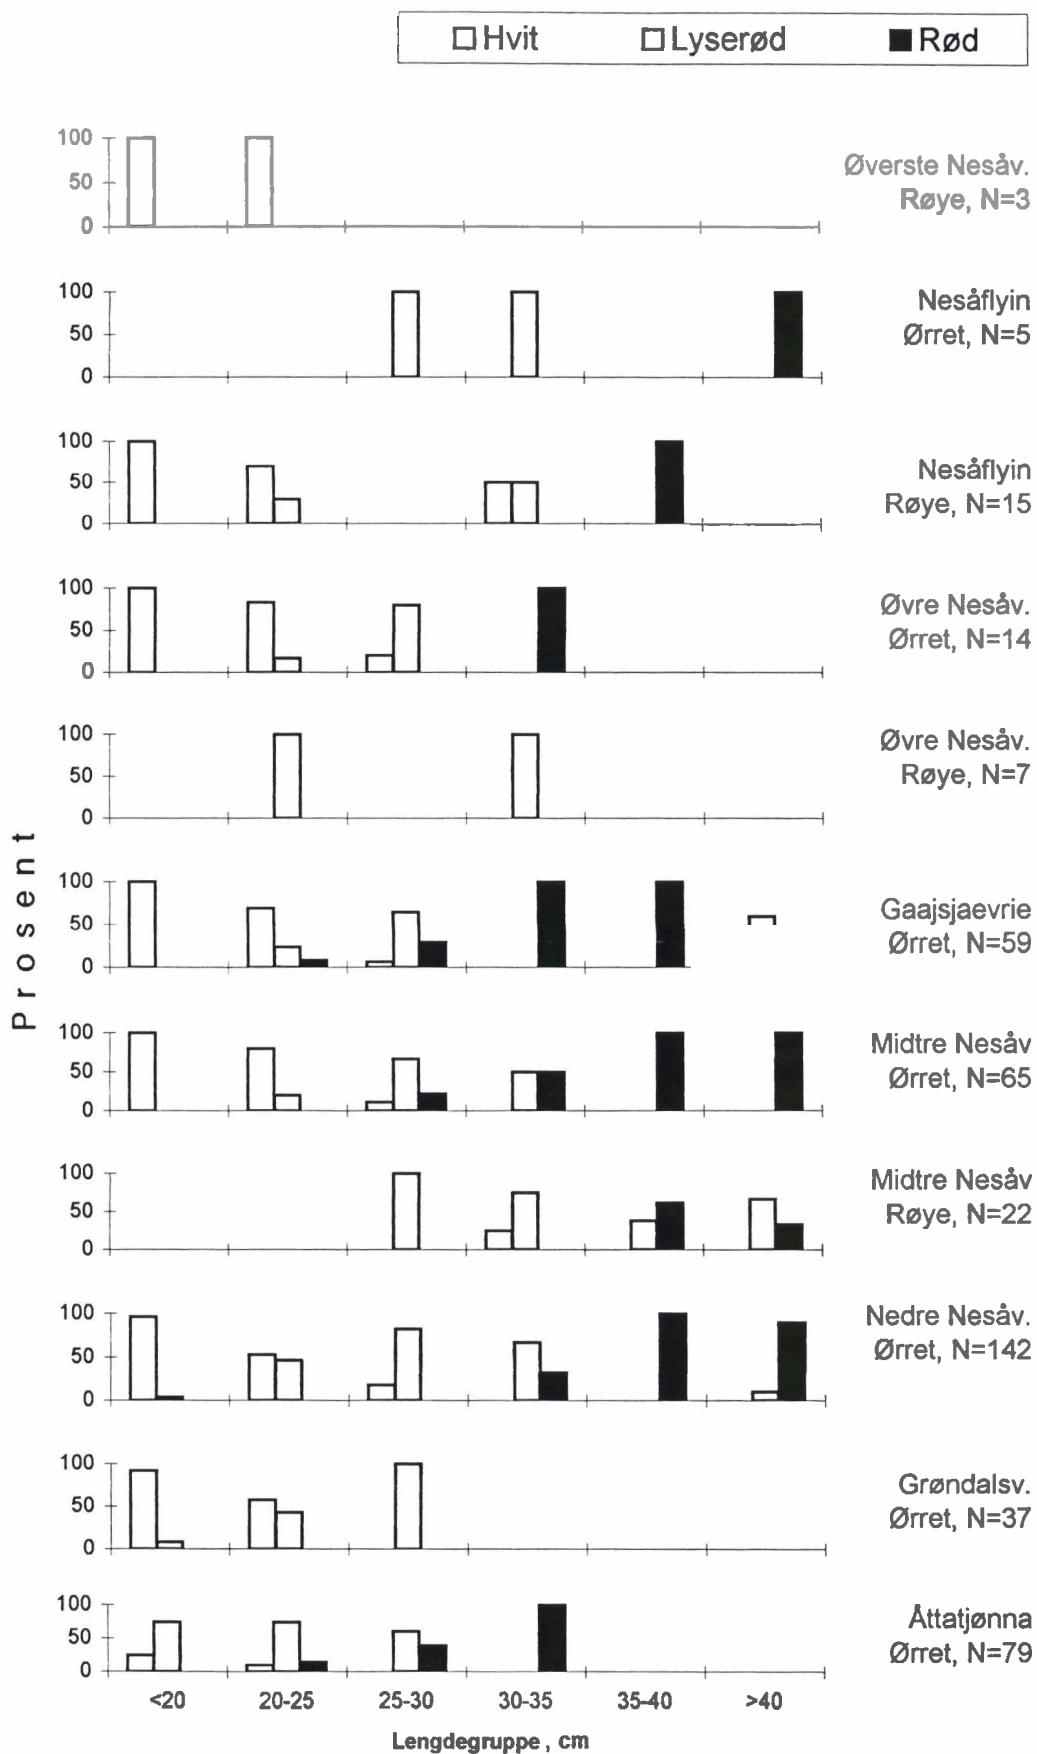 Hvit Lyserød Rød
100
50
0
Øverste Nesåv.
Røye, N=3
100
50
0
Nesåflyin
Ørret, N=5
100
50
0
Nesåflyin
Røye, N=15
100
50
0
Øvre Nesåv.
Ørret, N=14
100
50
0
Øvre Nesåv.
Røye, N=7
Prosent
100
50
0
Gaajsjaevrie
Ørret, N=59
100
50
0
Midtre Nesåv
Ørret, N=65
100
50
0
Midtre Nesåv
Røye, N=22
100
50
0
Nedre Nesåv.
Ørret, N=142
100
50
0
Grøndalsv.
Ørret, N=37
100
50
0
Åttatjønna
Ørret, N=79
<20 20-25 25-30 30-35 35-40 >40
Lengdegruppe, cm